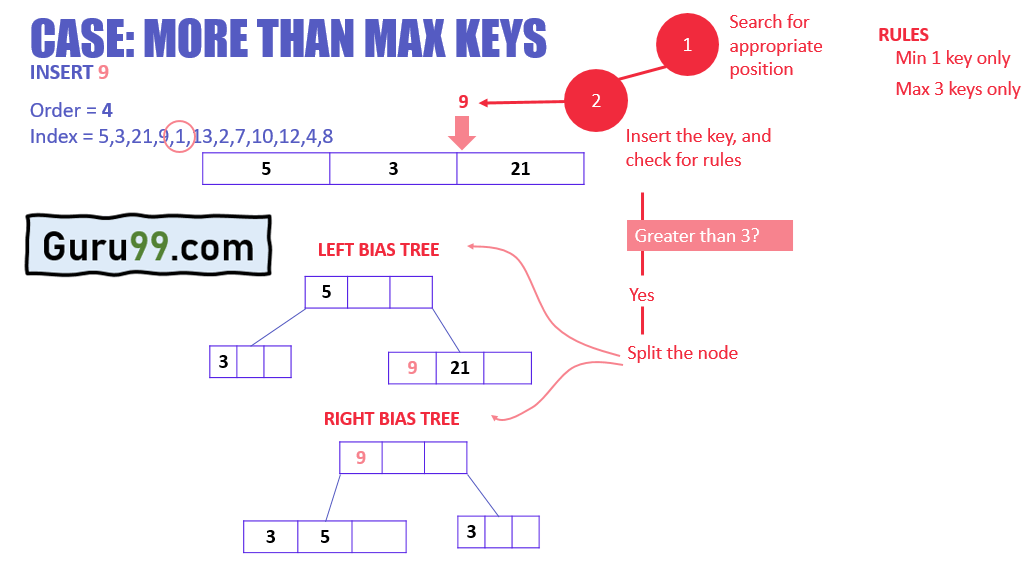 CASE: MORE THAN MAX KEYS
INSERT 9
Order = 4
Index = 5,3,21,9,1,13,2,7,10,12,4,8
9
5 3 21
1
Search for
appropriate
position
2
Insert the key, and
check for rules
RULES
Min 1 key only
Max 3 keys only
Greater than 3?
Yes
Split the node
Guru99.com
LEFT BIAS TREE
5
3
9 21
RIGHT BIAS TREE
9
3 5
3